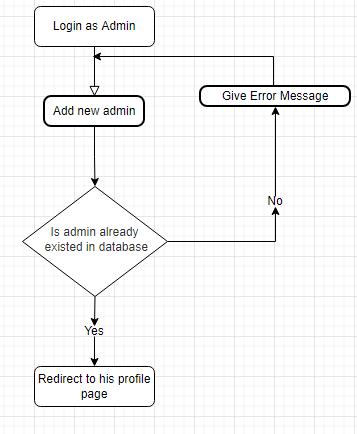 Login as Admin
Give Error Message
Add new admin
No
Is admin already
existed in database
Yes
Redirect to his profile
page